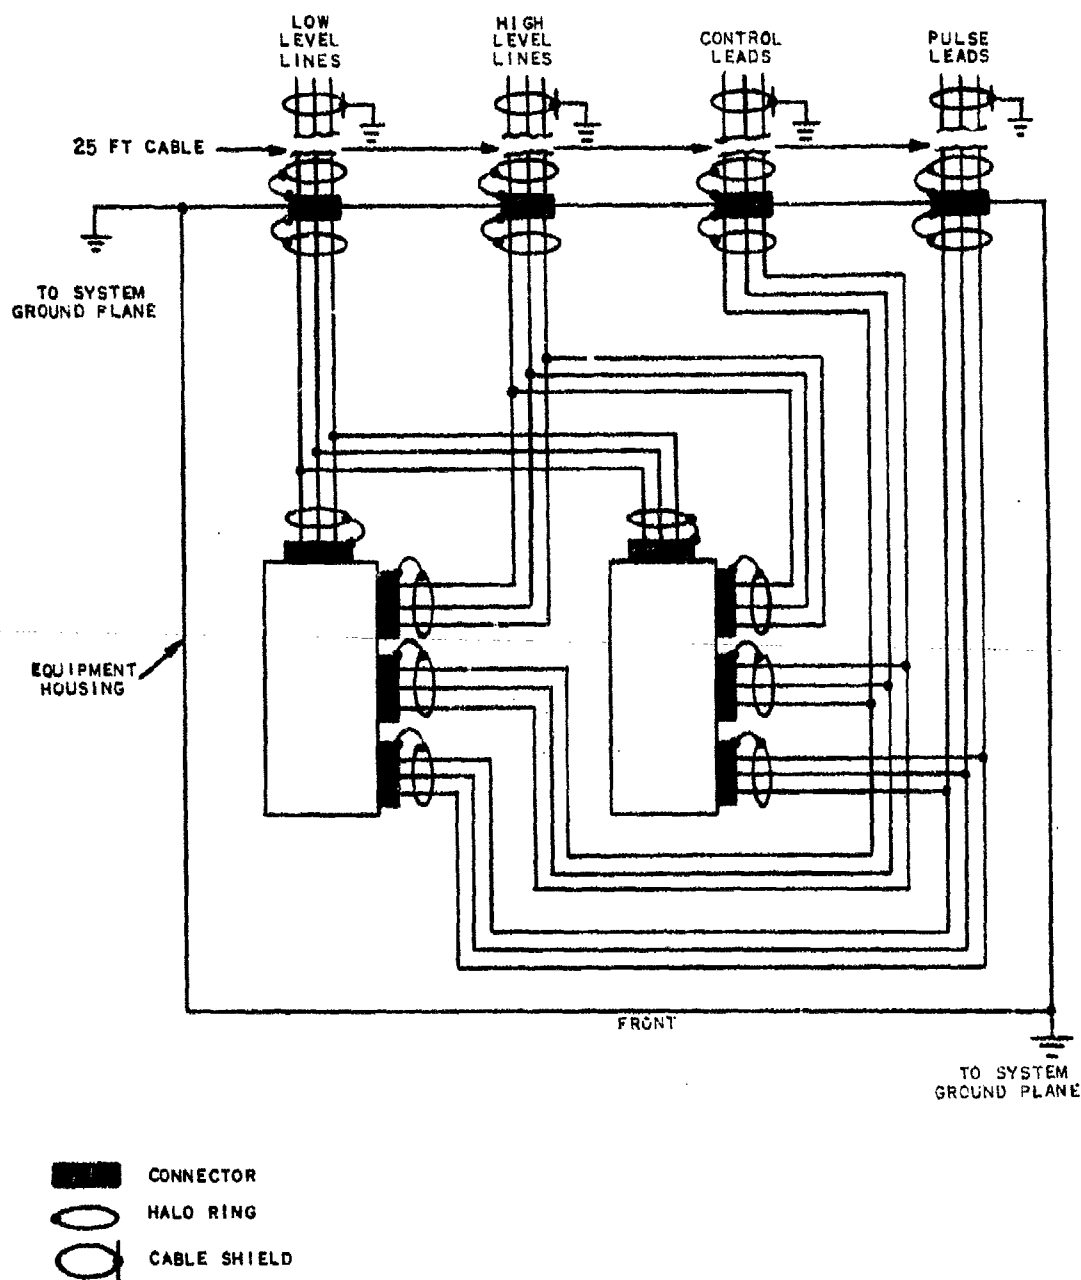 LOW
LEVEL
LINES
HIGH
LEVEL
LINES
CONTROL
LEADS
PULSE
LEADS
25 FT CABLE
TO SYSTEM
GROUND PLANE
EQUIPMENT
HOUSING
FRONT
TO SYSTEM
GROUND PLANE
CONNECTOR
HALO RING
CABLE SHIELD